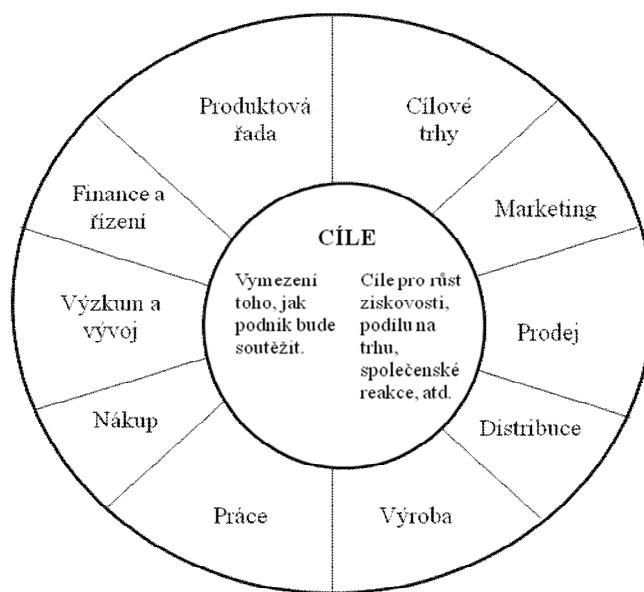 Produktová
řada
Cílové
trhy
Finance a
řízení
Marketing
CÍLE
Vymezení
toho, jak
podnik bude
soutěžit.
Cíle pro růst
ziskovosti,
podílu na
trhu,
společenské
reakce, atd.
Výzkum a
vývoj
Prodej
Nákup
Distribuce
Práce
Výroba